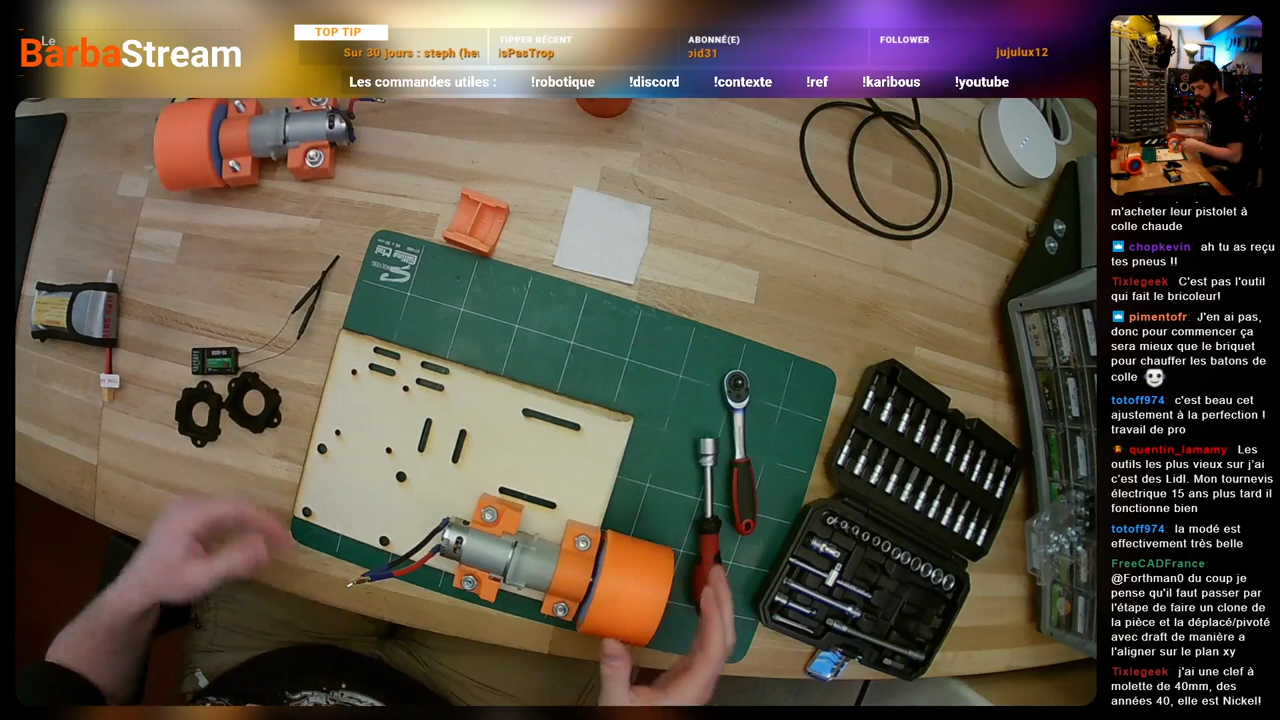 Le
BarbaStream
TOP TIP
Sur 30 jours : steph (he
TIPPER RÉCENT
isPasTrop
ABONNÉ(E)
oid31
FOLLOWER
jujulux12
Les commandes utiles : !robotique !discord !contexte !ref !karibous !youtube
m'acheter leur pistolet à
colle chaude
chopkevin: ah tu as reçu
tes pneus !!
Tixlegeek: C'est pas l'outil
qui fait le bricoleur!
pimentofr: J'en ai pas,
donc pour commencer ça
sera mieux que le briquet
pour chauffer les batons de
colle
totoff974: c'est beau cet
ajustement à la perfection !
travail de pro
quentin_lamamy: Les
outils les plus vieux sur j'ai
c'est des Lidl. Mon tournevis
électrique 15 ans plus tard il
fonctionne bien
totoff974: la modé est
effectivement très belle
FreeCADFrance:
@Forthman0 du coup je
pense qu'il faut passer par
l'étape de faire un clone de
la pièce et la déplacé/pivoté
avec draft de manière a
l'aligner sur le plan xy
Tixlegeek: j'ai une clef à
molette de 40mm, des
années 40, elle est Nickel!
Cutting Mat